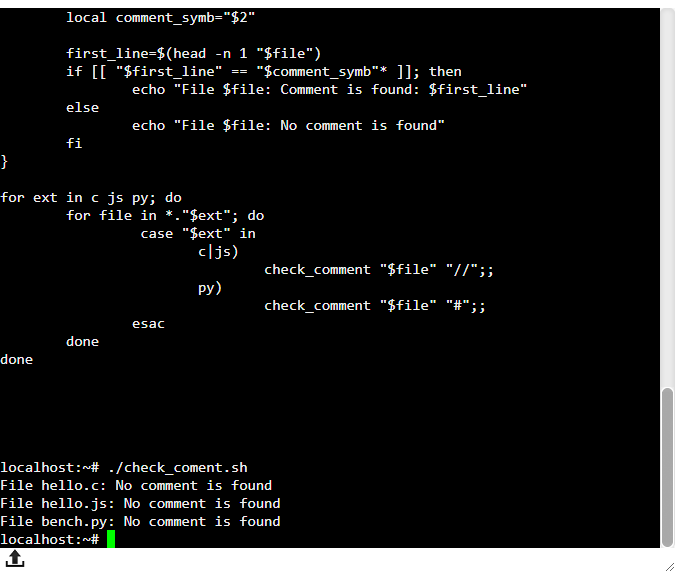 local comment_symb="$2"
first_line=$(head -n 1 "$file")
if [[ "$first_line" == "$comment_symb"* ]]; then
echo "File $file: Comment is found: $first_line"
else
echo "File $file: No comment is found"
fi
}
for ext in c js py; do
for file in *."$ext"; do
case "$ext" in
c|js)
check_comment "$file" "//";;
py)
check_comment "$file" "#";;
esac
done
done
localhost:~# ./check_coment.sh
File hello.c: No comment is found
File hello.js: No comment is found
File bench.py: No comment is found
localhost:~#